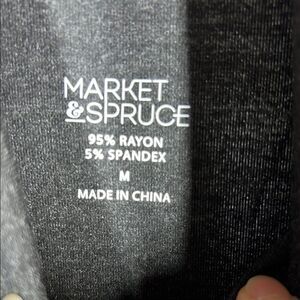 MARKET
&SPRUCE
95% RAYON
5% SPANDEX
M
MADE IN CHINA